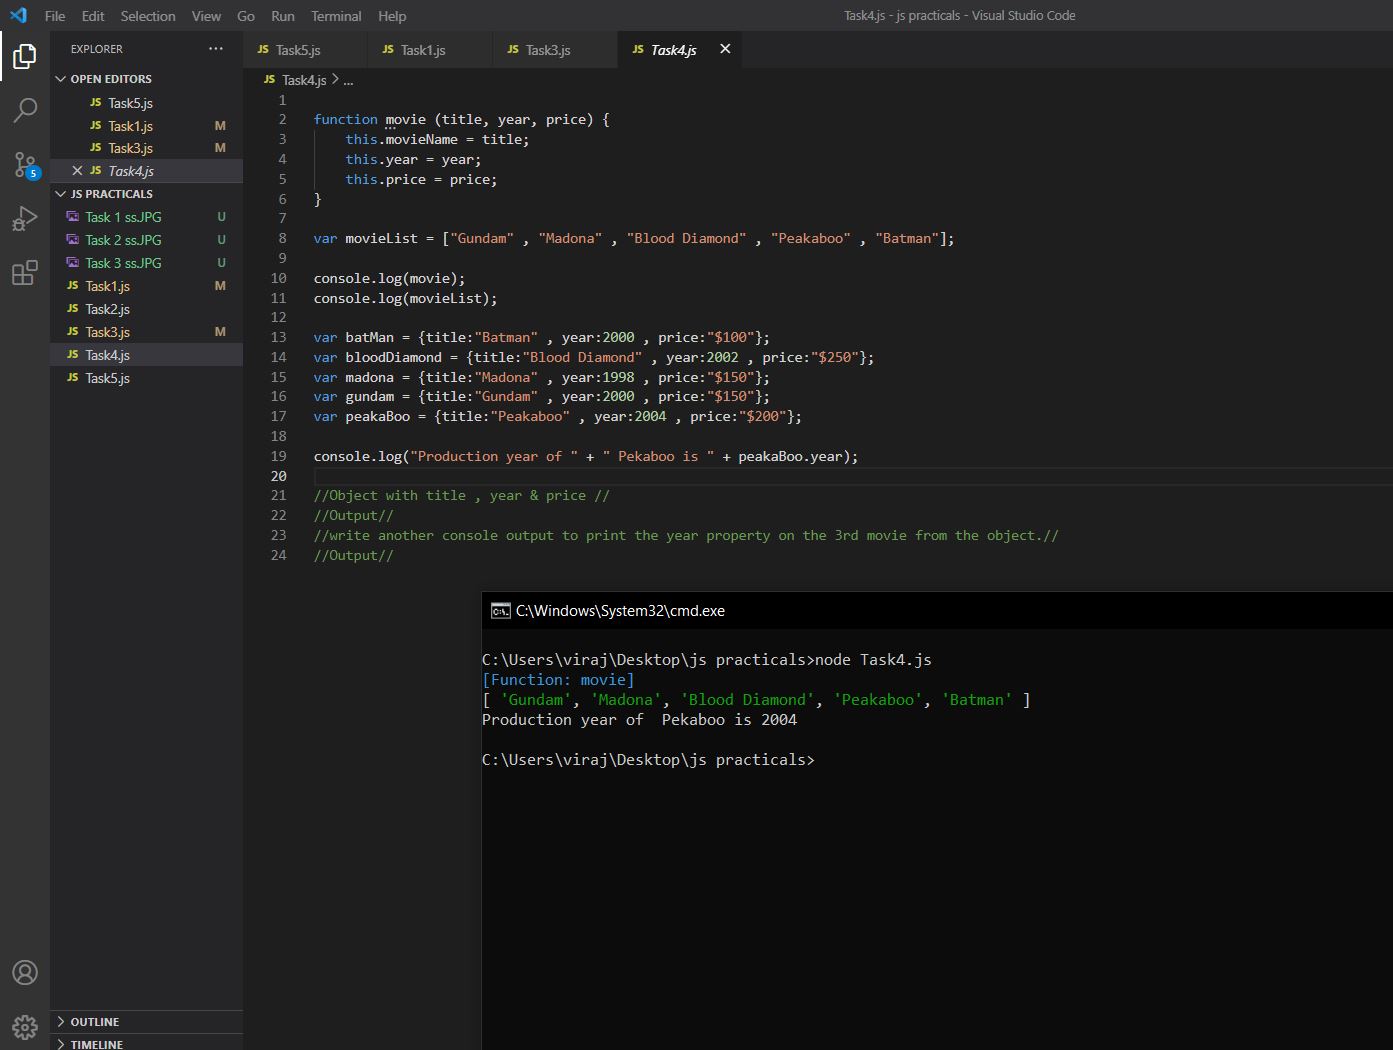 File Edit Selection View Go Run Terminal Help
Task4.js - js practicals - Visual Studio Code
EXPLORER ...
OPEN EDITORS
JS Task5.js
JS Task1.js M
JS Task3.js M
JS Task4.js
JS PRACTICALS
Task 1 ss.JPG U
Task 2 ss.JPG U
Task 3 ss.JPG U
JS Task1.js M
JS Task2.js
JS Task3.js M
JS Task4.js
JS Task5.js
OUTLINE
TIMELINE
5
JS Task5.js JS Task1.js JS Task3.js JS Task4.js
JS Task4.js > ...
1
2 function movie (title, year, price) {
3 this.movieName = title;
4 this.year = year;
5 this.price = price;
6 }
7
8 var movieList = ["Gundam" , "Madona" , "Blood Diamond" , "Peakaboo" , "Batman"];
9
10 console.log(movie);
11 console.log(movieList);
12
13 var batMan = {title:"Batman" , year:2000 , price:"$100"};
14 var bloodDiamond = {title:"Blood Diamond" , year:2002 , price:"$250"};
15 var madona = {title:"Madona" , year:1998 , price:"$150"};
16 var gundam = {title:"Gundam" , year:2000 , price:"$150"};
17 var peakaBoo = {title:"Peakaboo" , year:2004 , price:"$200"};
18
19 console.log("Production year of " + " Pekaboo is " + peakaBoo.year);
20
21 //Object with title , year & price //
22 //Output//
23 //write another console output to print the year property on the 3rd movie from the object.//
24 //Output//
C:\Windows\System32\cmd.exe
C:\Users\viraj\Desktop\js practicals>node Task4.js
[Function: movie]
[ 'Gundam', 'Madona', 'Blood Diamond', 'Peakaboo', 'Batman' ]
Production year of  Pekaboo is 2004
C:\Users\viraj\Desktop\js practicals>